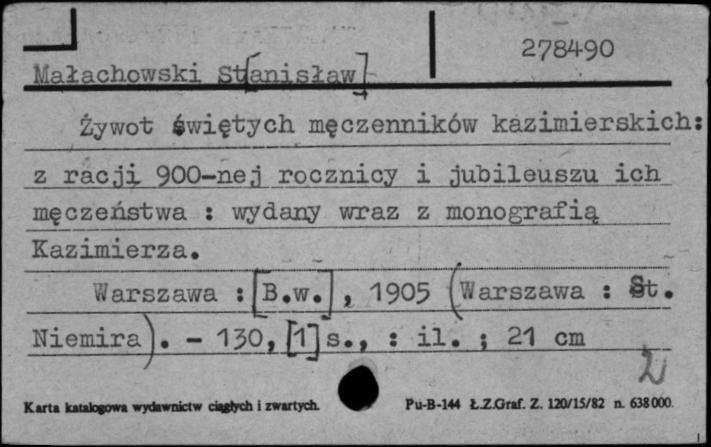 278490
Małachowski St[anisław]
Żywot świętych męczenników kazimierskich:
z racji 900-nej rocznicy i jubileuszu ich
męczeństwa : wydany wraz z monografią
Kazimierza.
Warszawa : [B.w.], 1905 (Warszawa : St.
Niemira). - 130, [1] s., : il. ; 21 cm
2
Karta katalogowa wydawnictw ciągłych i zwartych. Pu-B-144 Ł.Z.Graf. Z. 120/15/82 n. 638000.